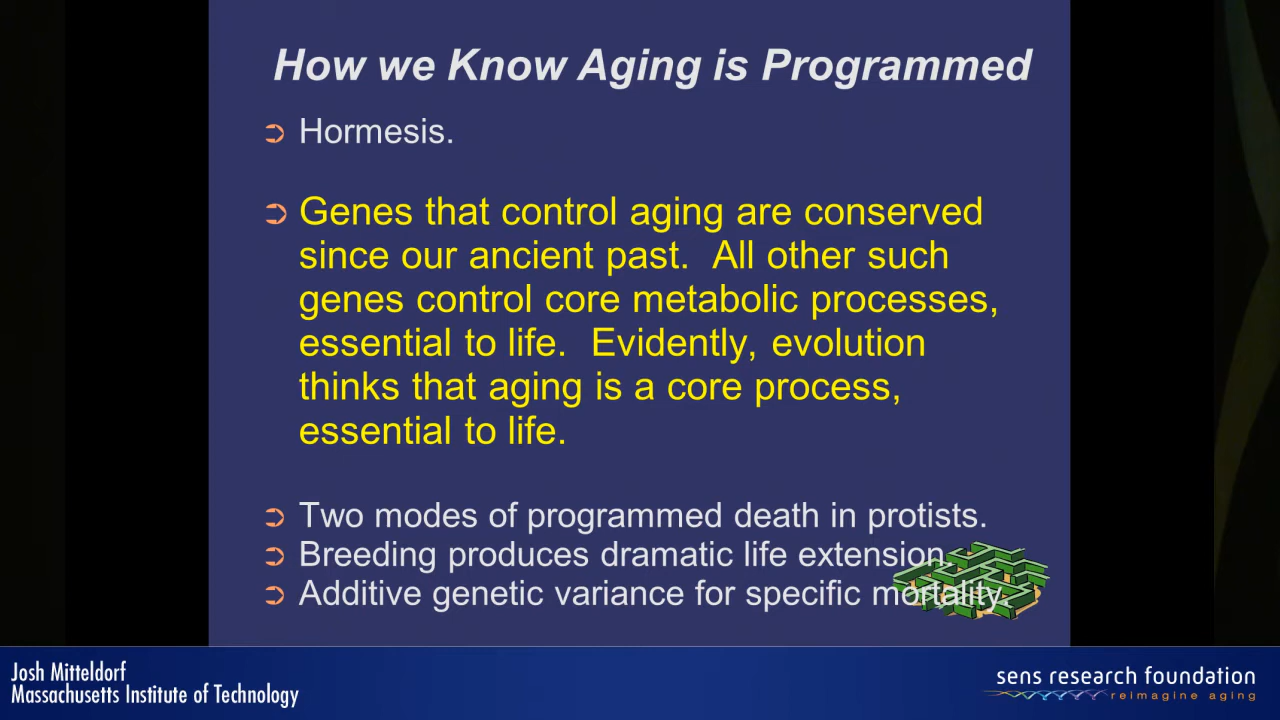 How we Know Aging is Programmed
➲ Hormesis.
➲ Genes that control aging are conserved
since our ancient past. All other such
genes control core metabolic processes,
essential to life. Evidently, evolution
thinks that aging is a core process,
essential to life.
➲ Two modes of programmed death in protists.
➲ Breeding produces dramatic life extension.
➲ Additive genetic variance for specific mortality.
Josh Mitteldorf
Massachusetts Institute of Technology
sens research foundation
reimagine aging